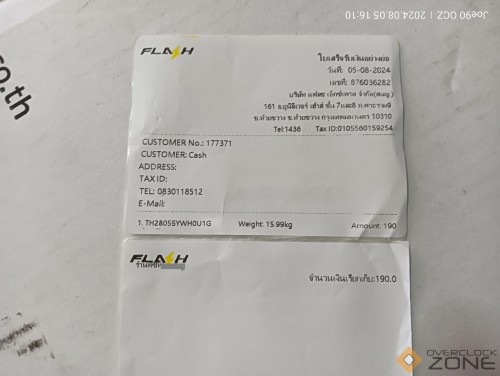 Joe90 OCZ | 2024.08.05 16:10
ro.th
FLASH
ใบเสร็จรับเงินอย่างย่อ
วันที่: 05-08-2024
เลขที่: 876036282
บริษัท แฟลช เอ็กซ์เพรส จำกัด(สนญ.)
161 อ.ยูนิลีเวอร์ เฮ้าส์ ชั้น 7และ8 ถ.พระราม9
ข.ห้วยขวาง ข.ห้วยขวาง กรุงเทพมหานคร 10310
Tel:1436 Tax ID:0105560159254
CUSTOMER No.: 177371
CUSTOMER: Cash
ADDRESS:
TAX ID:
TEL: 0830118512
E-Mail:
1. TH28055YWH0U1G Weight: 15.99kg Amount: 190
FLASH
จำนวนเงินเรียกเก็บ:190.0
OVERCLOCK
ZONE